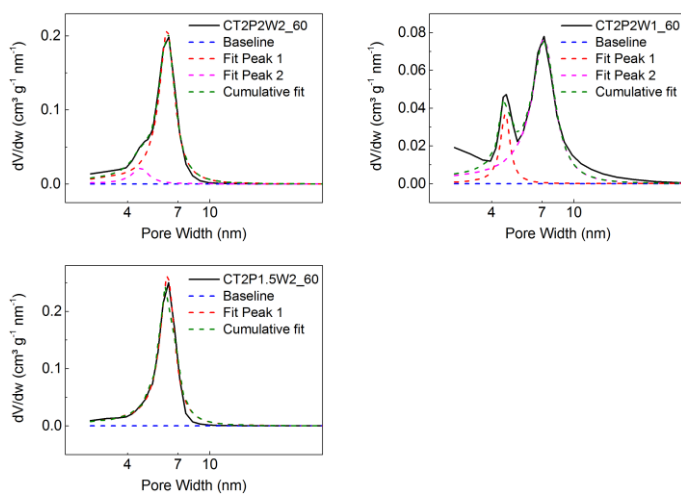 CT2P2W2_60
Baseline
Fit Peak 1
Fit Peak 2
Cumulative fit
0.2
0.1
0.0
dV/dw (cm³ g⁻¹ nm⁻¹)
4 7 10
Pore Width (nm)
CT2P2W1_60
Baseline
Fit Peak 1
Fit Peak 2
Cumulative fit
0.08
0.06
0.04
0.02
0.00
dV/dw (cm³ g⁻¹ nm⁻¹)
4 7 10
Pore Width (nm)
CT2P1.5W2_60
Baseline
Fit Peak 1
Cumulative fit
0.2
0.1
0.0
dV/dw (cm³ g⁻¹ nm⁻¹)
4 7 10
Pore Width (nm)